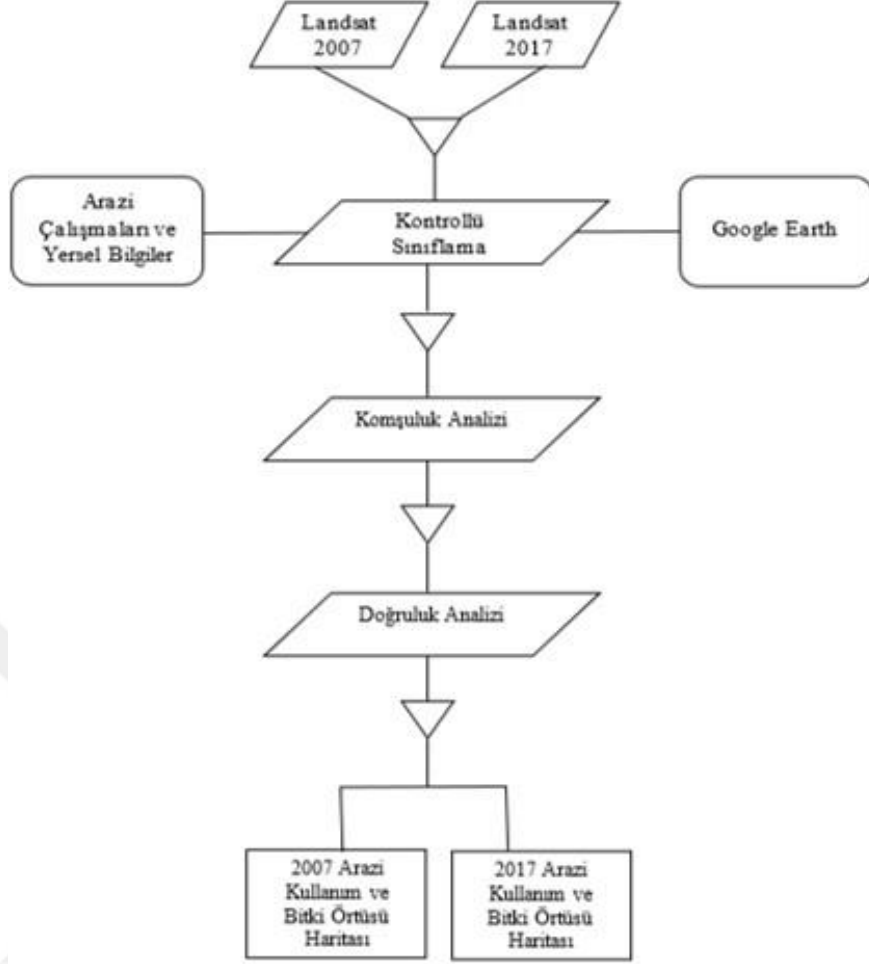 Landsat
2007
Landsat
2017
Arazi
Çalışmaları ve
Yersel Bilgiler
Kontrollü
Sınıflama
Google Earth
Komşuluk Analizi
Doğruluk Analizi
2007 Arazi
Kullanım ve
Bitki Örtüsü
Haritası
2017 Arazi
Kullanım ve
Bitki Örtüsü
Haritası